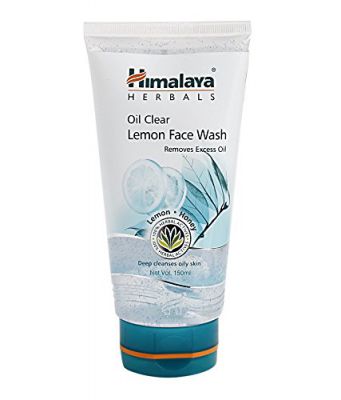 Himalaya
HERBALS
Oil Clear
Lemon Face Wash
Removes Excess Oil
Lemon • Honey
Deep cleanses oily skin
Net Vol. 150ml